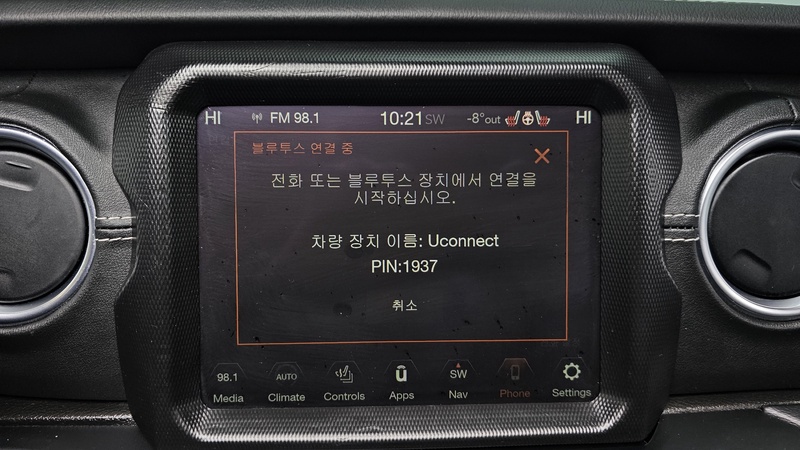 HI FM 98.1 10:21 SW -8°out HI
블루투스 연결 중
전화 또는 블루투스 장치에서 연결을
시작하십시오.
차량 장치 이름: Uconnect
PIN:1937
취소
98.1 AUTO ū SW
Media Climate Controls Apps Nav Phone Settings